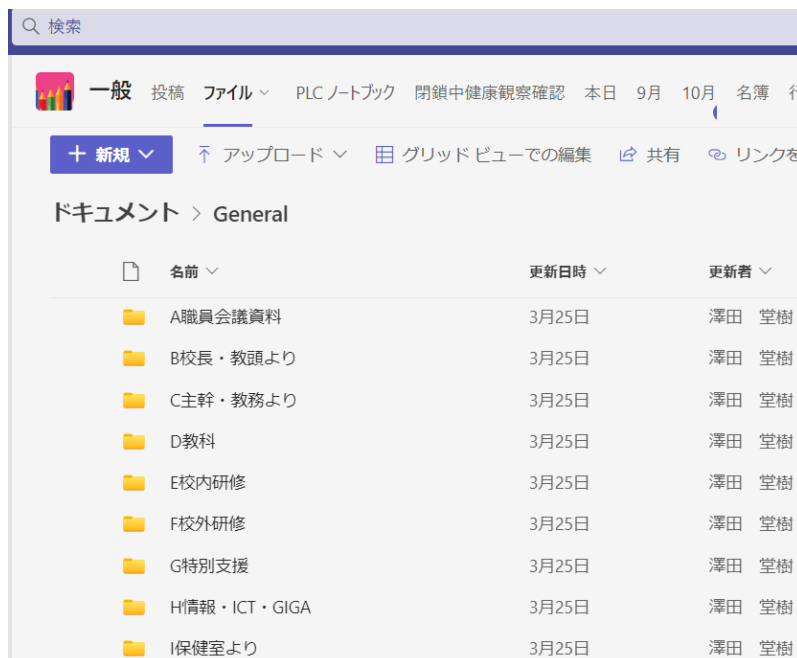 検索
一般 投稿 ファイル PLC ノートブック 閉鎖中健康観察確認 本日 9月 10月 名簿
+ 新規 アップロード グリッド ビューでの編集 共有 リンクを
ドキュメント > General
名前 更新日時 更新者
A職員会議資料 3月25日 澤田 堂樹
B校長・教頭より 3月25日 澤田 堂樹
C主幹・教務より 3月25日 澤田 堂樹
D教科 3月25日 澤田 堂樹
E校内研修 3月25日 澤田 堂樹
F校外研修 3月25日 澤田 堂樹
G特別支援 3月25日 澤田 堂樹
H情報・ICT・GIGA 3月25日 澤田 堂樹
I保健室より 3月25日 澤田 堂樹